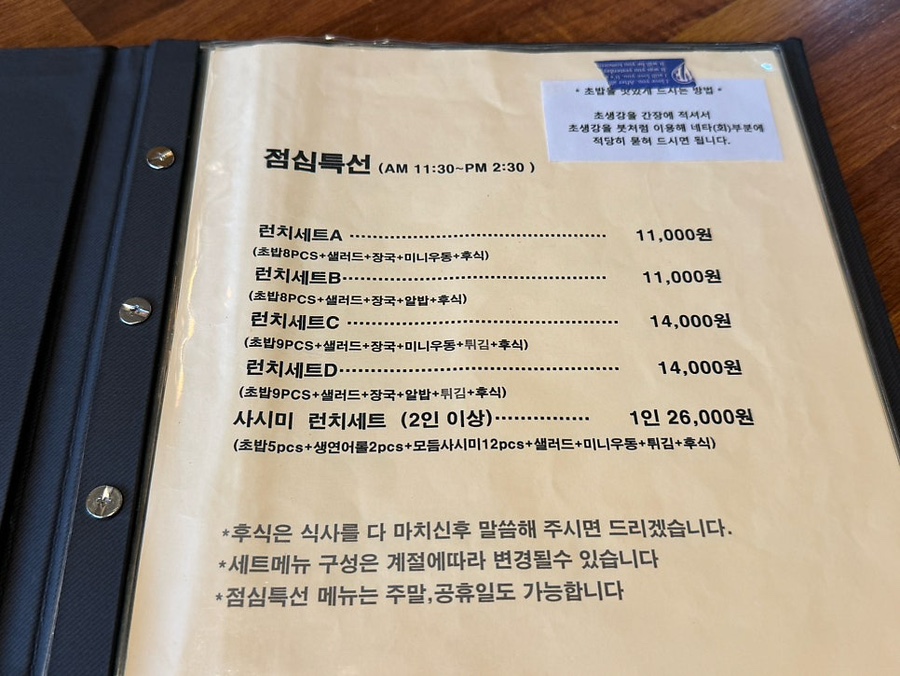 * 초밥을 맛있게 드시는 방법 *
초생강을 간장에 적셔서
초생강을 붓처럼 이용해 네타(회)부분에
적당히 묻혀 드시면 됩니다.
점심특선 (AM 11:30~PM 2:30 )
런치세트A ································ 11,000원
(초밥8PCS+샐러드+장국+미니우동+후식)
런치세트B································ 11,000원
(초밥8PCS+샐러드+장국+알밥+후식)
런치세트C ································ 14,000원
(초밥9PCS+샐러드+장국+미니우동+튀김+후식)
런치세트D································ 14,000원
(초밥9PCS+샐러드+장국+알밥+튀김+후식)
사시미 런치세트 (2인 이상)··············· 1인 26,000원
(초밥5pcs+생연어롤2pcs+모듬사시미12pcs+샐러드+미니우동+튀김+후식)
*후식은 식사를 다 마치신후 말씀해 주시면 드리겠습니다.
*세트메뉴 구성은 계절에따라 변경될수 있습니다
*점심특선 메뉴는 주말,공휴일도 가능합니다